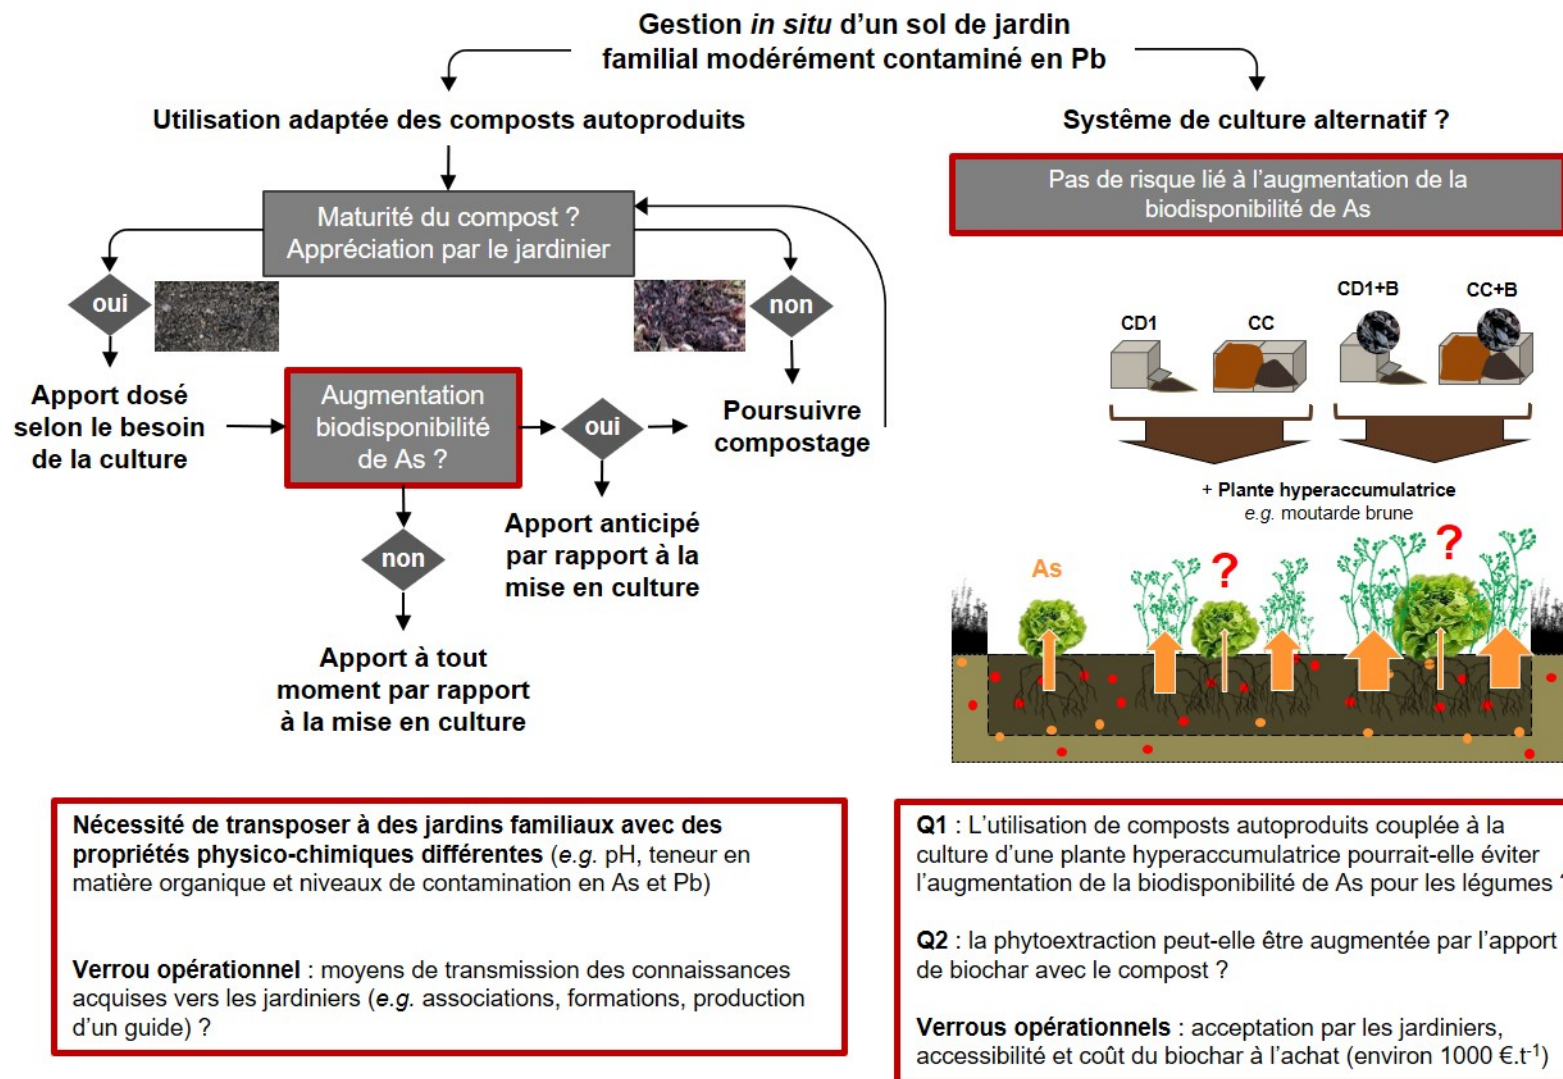 Gestion in situ d’un sol de jardin
familial modérément contaminé en Pb
Utilisation adaptée des composts autoproduits
Maturité du compost ?
Appréciation par le jardinier
oui
non
Apport dosé
selon le besoin
de la culture
Augmentation
biodisponibilité
de As ?
oui
Poursuivre
compostage
non
Apport anticipé
par rapport à la
mise en culture
Apport à tout
moment par rapport
à la mise en culture
Système de culture alternatif ?
Pas de risque lié à l’augmentation de la
biodisponibilité de As
CD1
CC
CD1+B
CC+B
+ Plante hyperaccumulatrice
e.g. moutarde brune
As
?
?
Nécessité de transposer à des jardins familiaux avec des
propriétés physico-chimiques différentes (e.g. pH, teneur en
matière organique et niveaux de contamination en As et Pb)
Verrou opérationnel : moyens de transmission des connaissances
acquises vers les jardiniers (e.g. associations, formations, production
d’un guide) ?
Q1 : L’utilisation de composts autoproduits couplée à la
culture d’une plante hyperaccumulatrice pourrait-elle éviter
l’augmentation de la biodisponibilité de As pour les légumes ?
Q2 : la phytoextraction peut-elle être augmentée par l’apport
de biochar avec le compost ?
Verrous opérationnels : acceptation par les jardiniers,
accessibilité et coût du biochar à l’achat (environ 1000 €.t⁻¹)